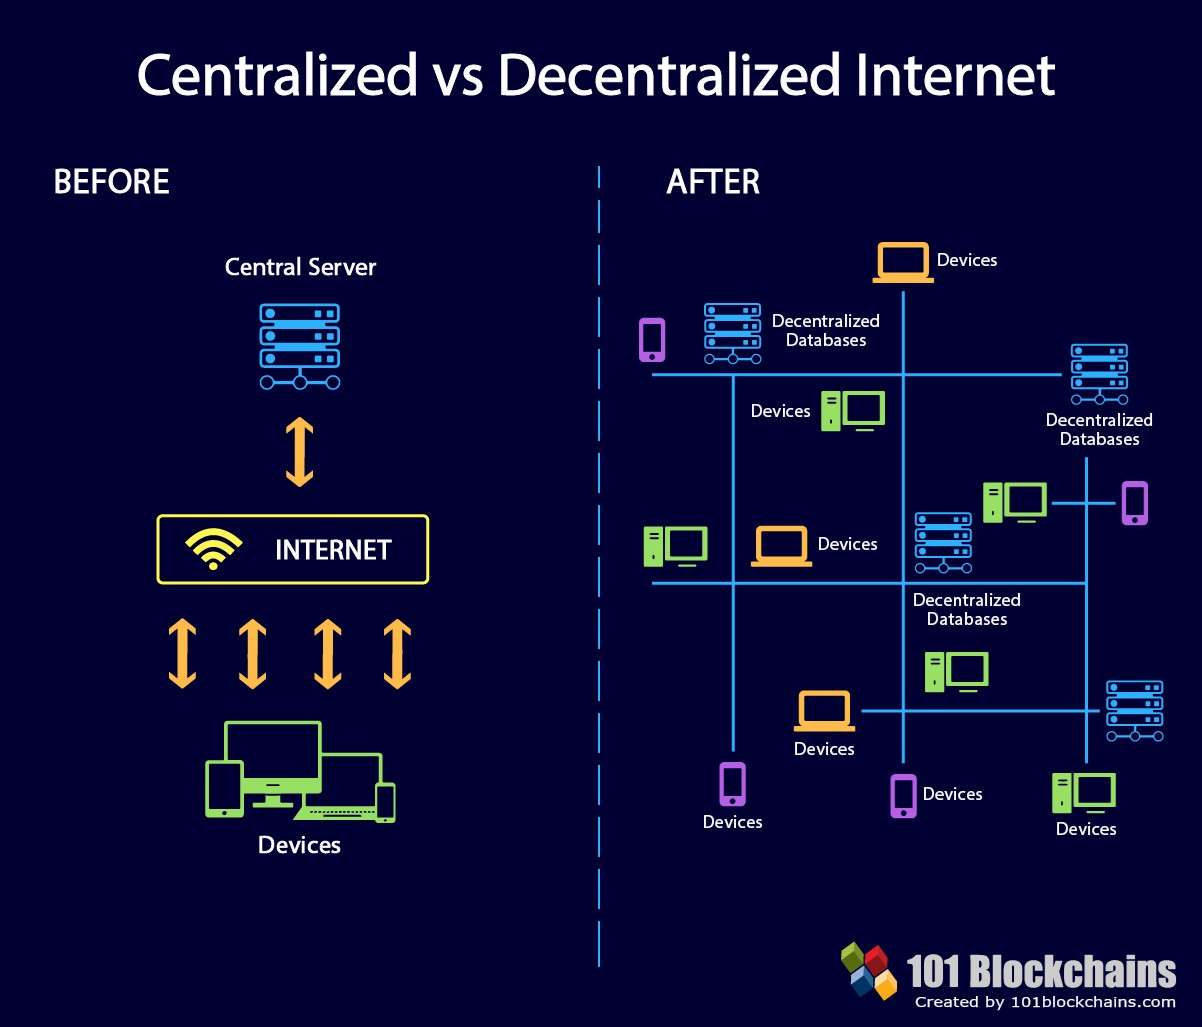 Centralized vs Decentralized Internet
BEFORE
Central Server
INTERNET
Devices
AFTER
Devices
Decentralized
Databases
Devices
Decentralized
Databases
Devices
Decentralized
Databases
Devices
Devices
Devices
Devices
101 Blockchains
Created by 101blockchains.com